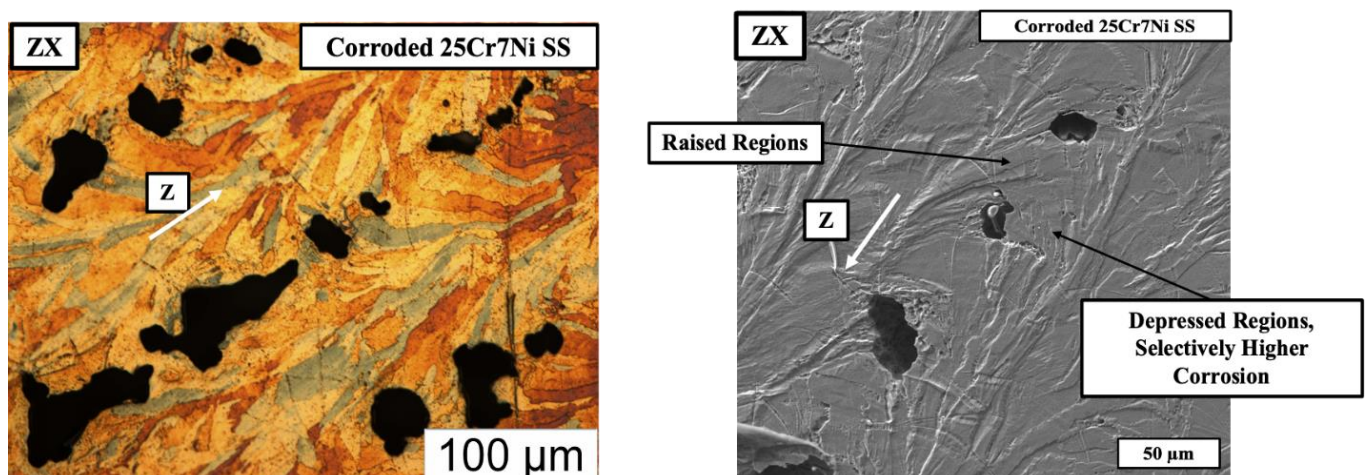 ZX
Corroded 25Cr7Ni SS
Z
100 µm
ZX
Corroded 25Cr7Ni SS
Raised Regions
Z
Depressed Regions,
Selectively Higher
Corrosion
50 µm